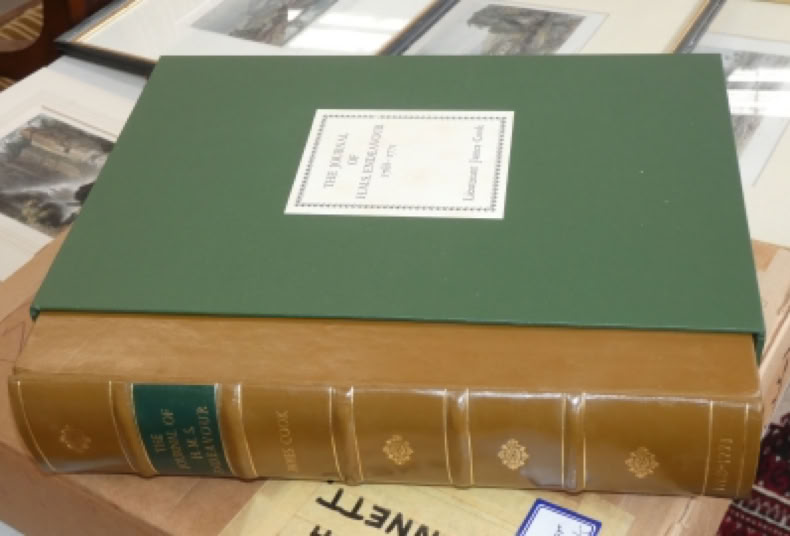 THE JOURNAL
OF
H.M.S. ENDEAVOUR
1768-1771
Lieutenant James Cook
THE
JOURNAL OF
H.M.S.
ENDEAVOUR
JAMES COOK
1768-1771
NNETT